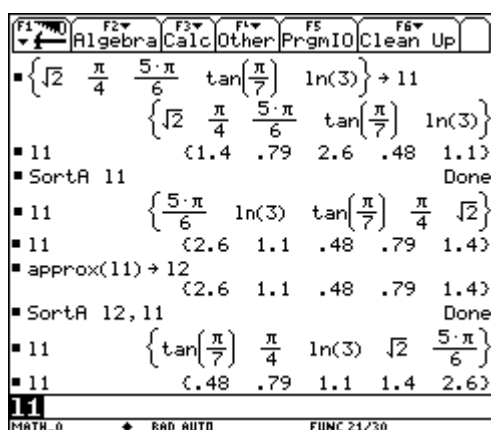 F1 F2 F3 F4 F5 F6
Algebra Calc Other PrgmIO Clean Up
{√2 π/4 5·π/6 tan(π/7) ln(3)} → l1
{√2 π/4 5·π/6 tan(π/7) ln(3)}
l1 {1.4 .79 2.6 .48 1.1}
SortA l1 Done
l1 {5·π/6 ln(3) tan(π/7) π/4 √2}
l1 {2.6 1.1 .48 .79 1.4}
approx(l1) → l2
{2.6 1.1 .48 .79 1.4}
SortA l2,l1 Done
l1 {tan(π/7) π/4 ln(3) √2 5·π/6}
l1 {.48 .79 1.1 1.4 2.6}
l1
MATH_0 RAD AUTO FUNC 21/30